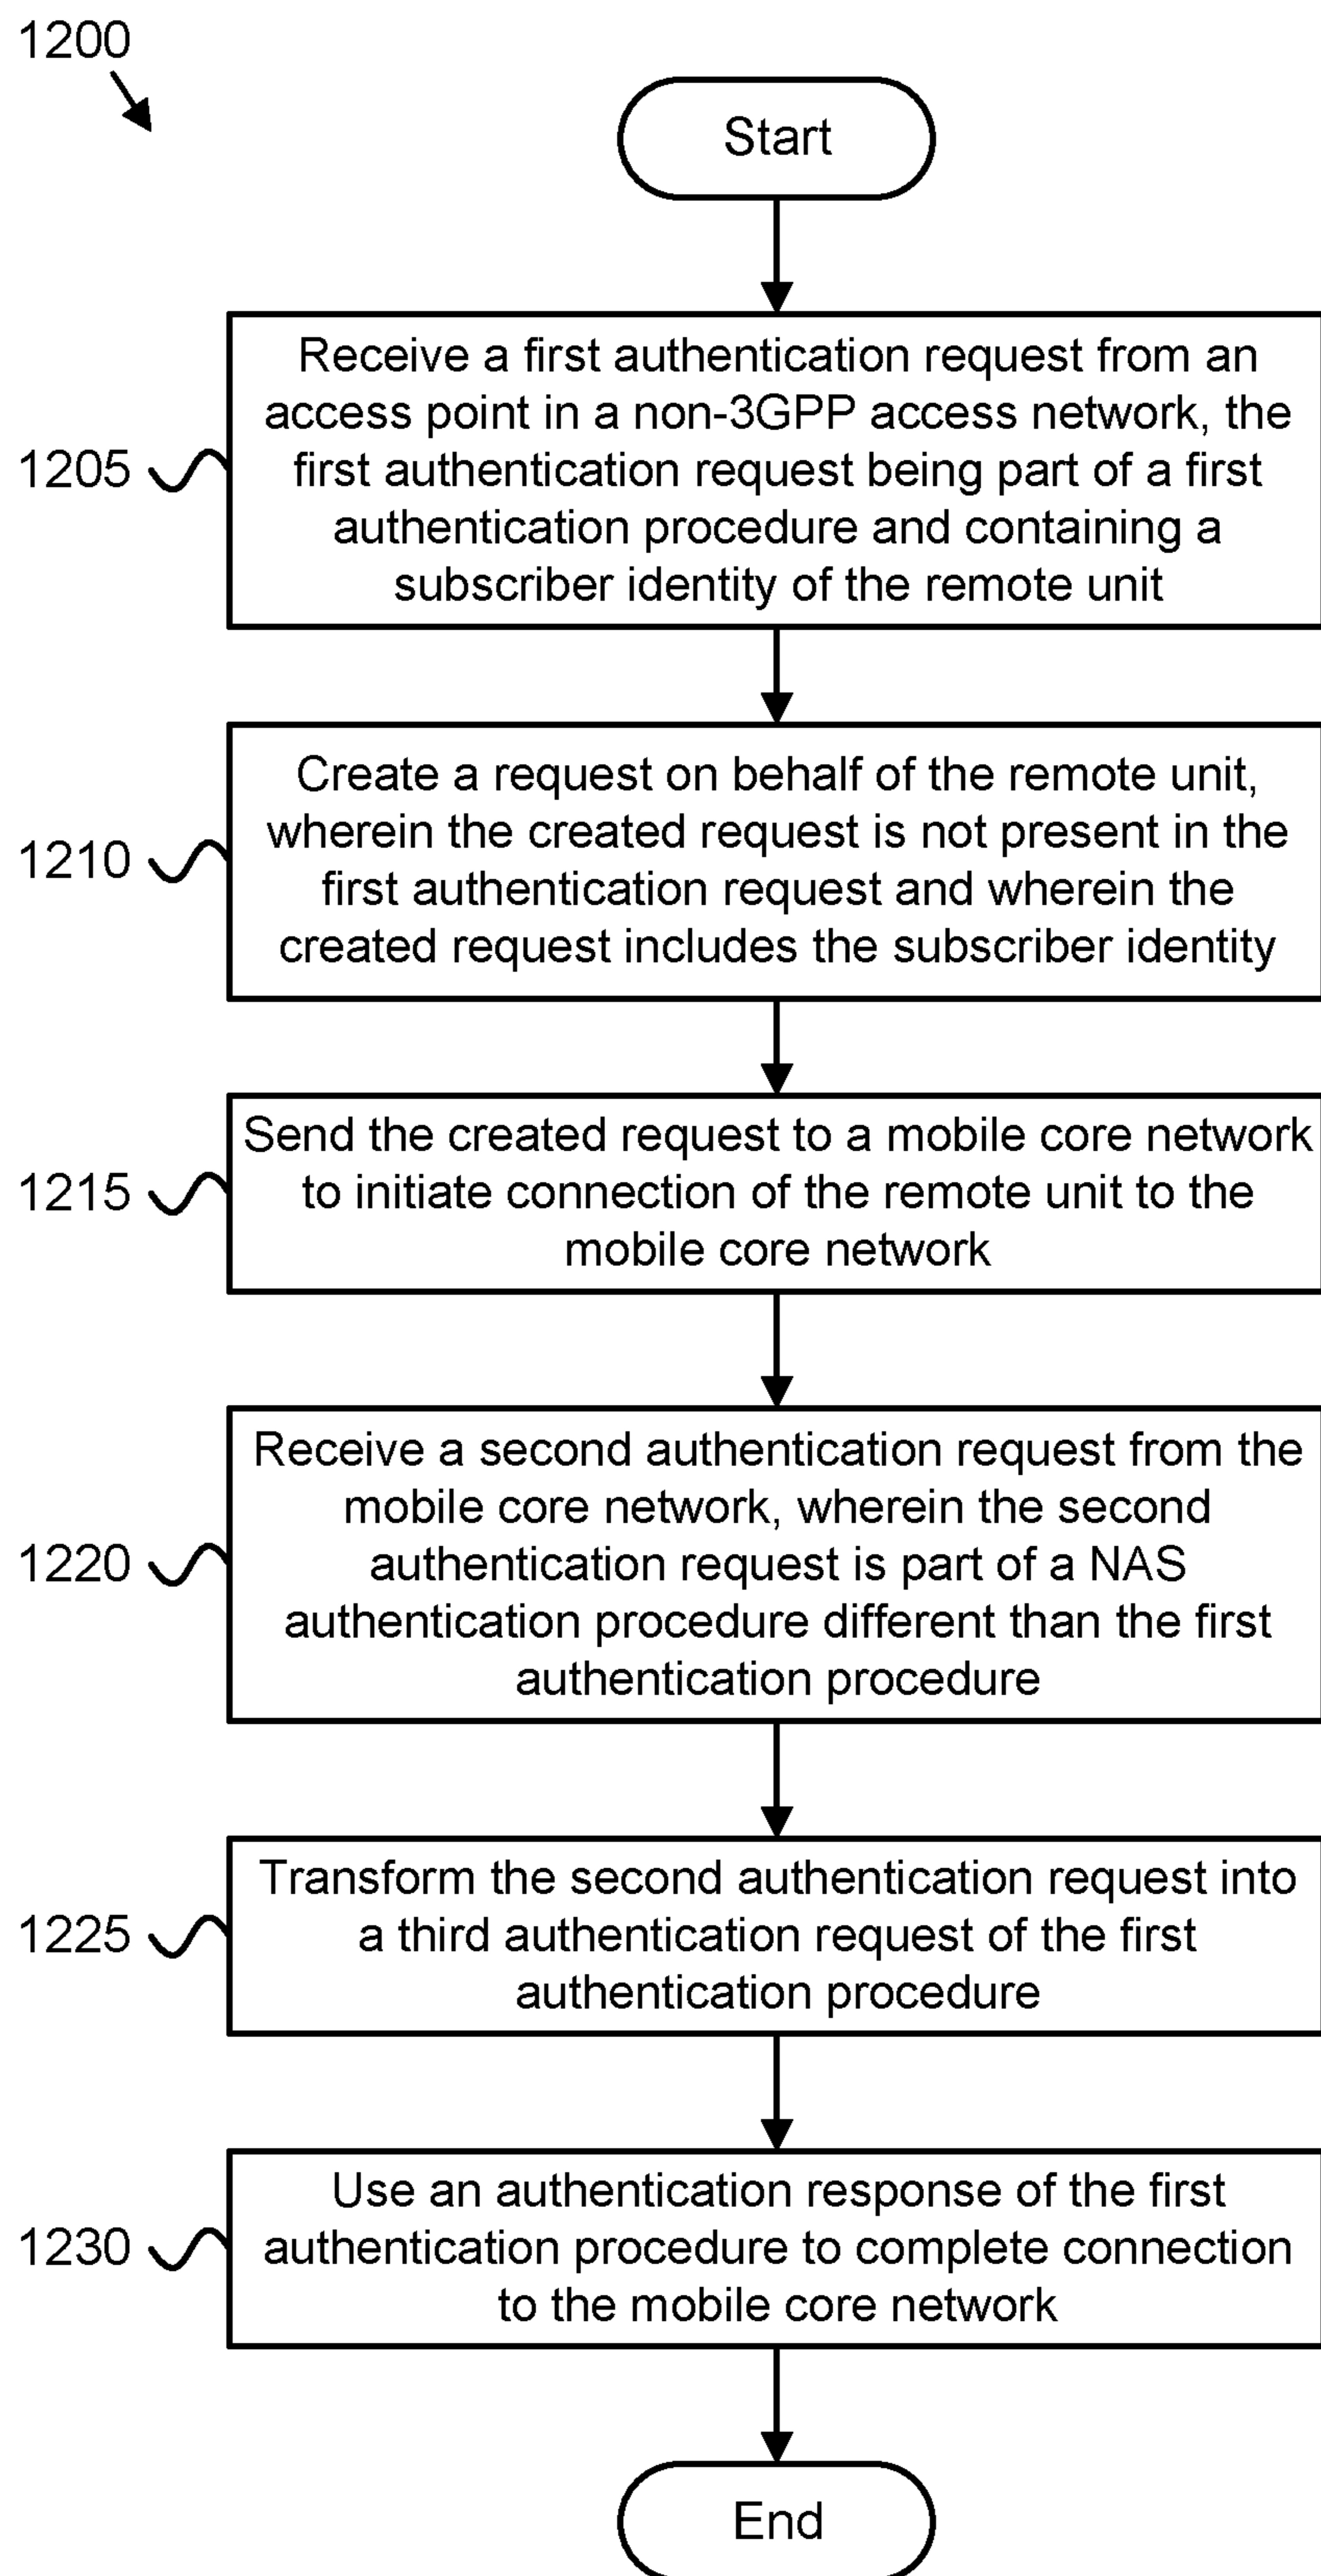 1200
Start
1205
Receive a first authentication request from an
access point in a non-3GPP access network, the
first authentication request being part of a first
authentication procedure and containing a
subscriber identity of the remote unit
1210
Create a request on behalf of the remote unit,
wherein the created request is not present in the
first authentication request and wherein the
created request includes the subscriber identity
1215
Send the created request to a mobile core network
to initiate connection of the remote unit to the
mobile core network
1220
Receive a second authentication request from the
mobile core network, wherein the second
authentication request is part of a NAS
authentication procedure different than the first
authentication procedure
1225
Transform the second authentication request into
a third authentication request of the first
authentication procedure
1230
Use an authentication response of the first
authentication procedure to complete connection
to the mobile core network
End